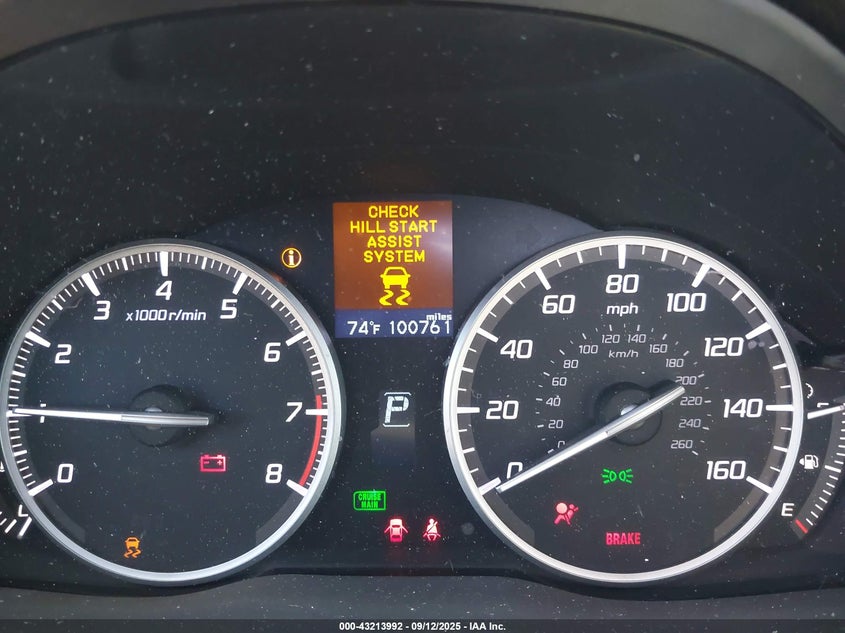 CHECK
HILL START
ASSIST
SYSTEM
miles
74°F 100761
x1000r/min
0
1
2
3
4
5
6
7
8
P
CRUISE
MAIN
mph
0
20
40
60
80
100
120
140
160
km/h
0
20
40
60
80
100
120
140
160
180
200
220
240
260
BRAKE
L
E
000-43213992 - 09/12/2025 - IAA Inc.